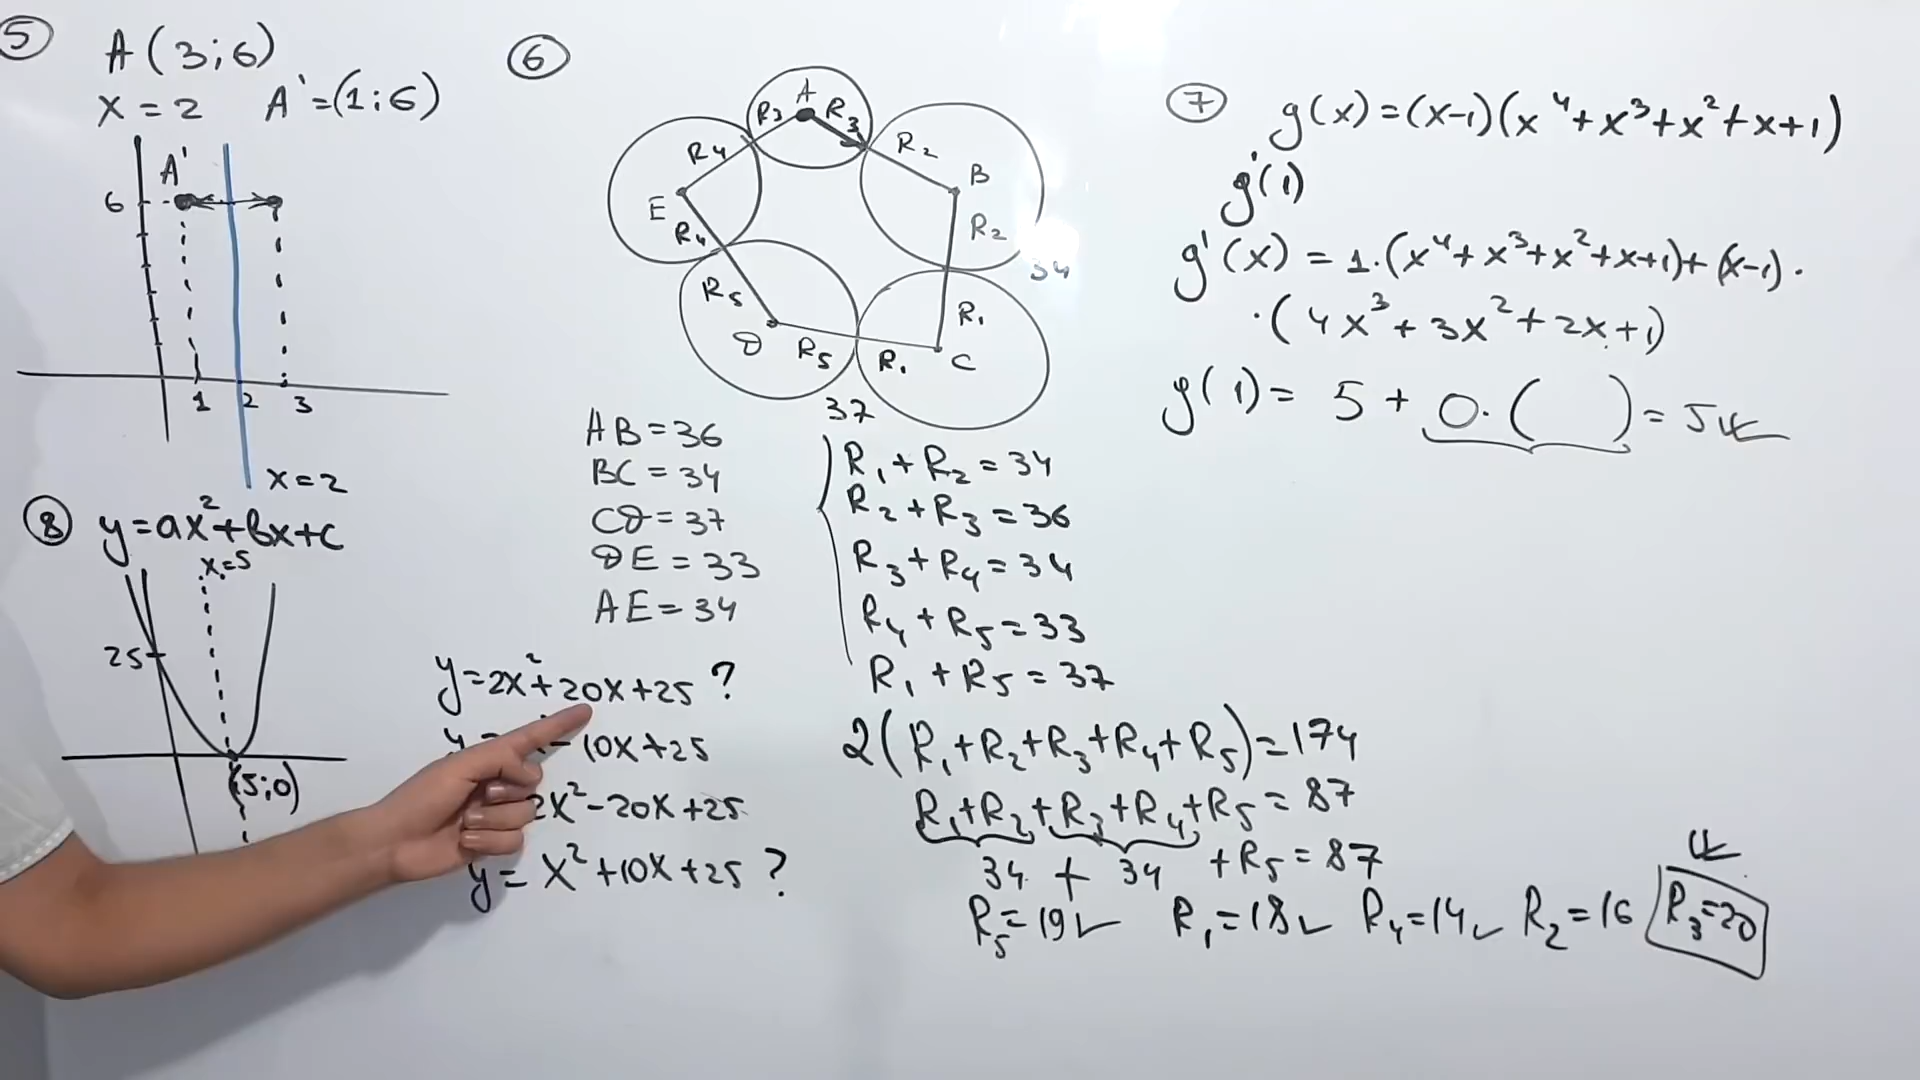 5
A(3;6)
x=2 A'=(1;6)
A'
6
1 2 3
x=2
6
A
R3 R3
R4 R2
E B
R4 R2
34
R5 R1
D C
R5 R1
37
AB=36
BC=34
CD=37
DE=33
AE=34
R1+R2=34
R2+R3=36
R3+R4=34
R4+R5=33
R1+R5=37
2(R1+R2+R3+R4+R5)=174
R1+R2+R3+R4+R5=87
34 + 34 +R5=87
R5=19 R1=18 R4=14 R2=16 R3=20
7
g(x)=(x-1)(x⁴+x³+x²+x+1)
g'(1)
g'(x)=1·(x⁴+x³+x²+x+1)+(x-1)·
·(4x³+3x²+2x+1)
g'(1)=5+0·( )=5
8
y=ax²+bx+c
x=5
25
(5;0)
y=2x²+20x+25 ?
-10x+25
2x²-20x+25
y=x²+10x+25 ?